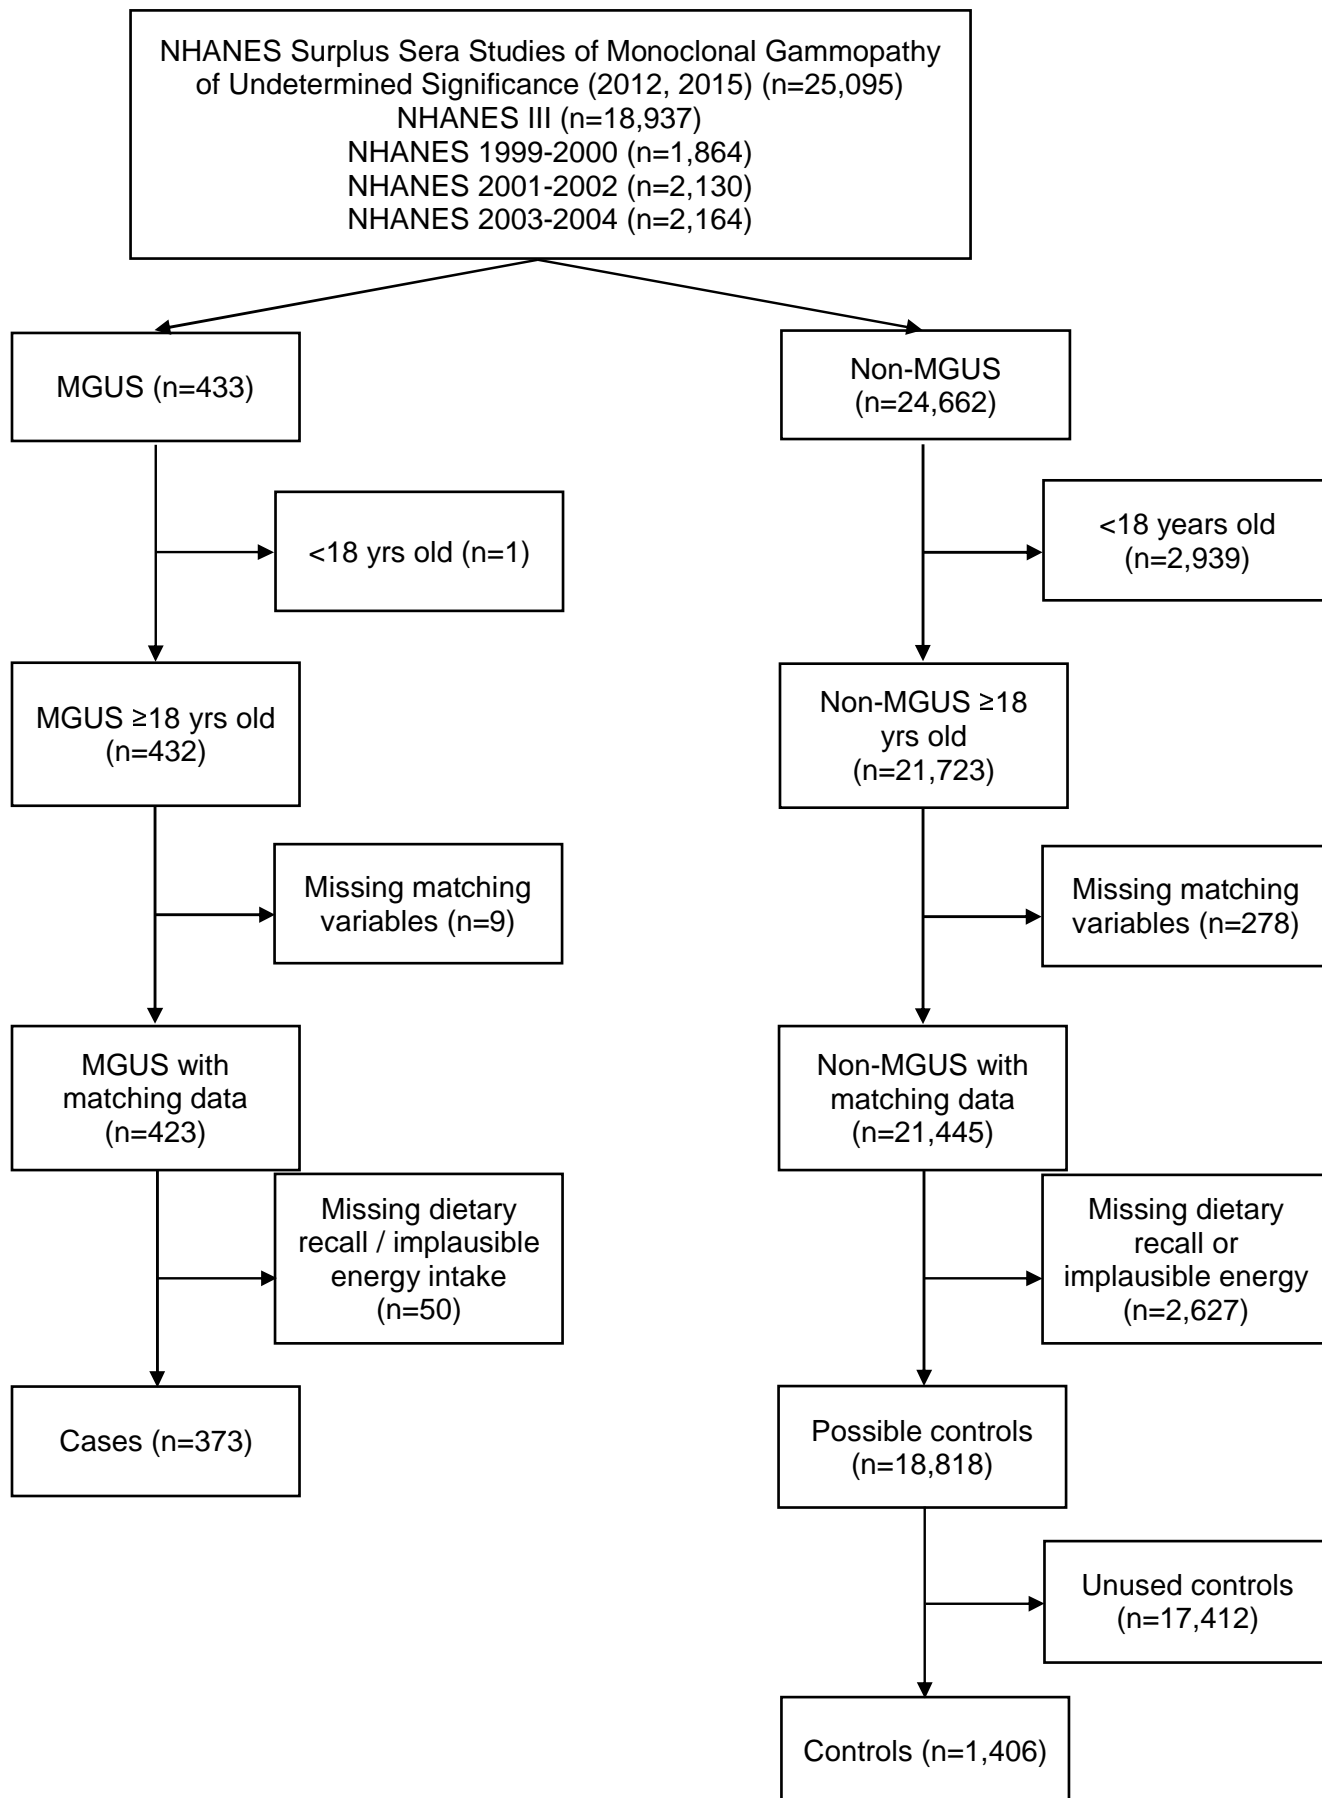 NHANES Surplus Sera Studies of Monoclonal Gammopathy
of Undetermined Significance (2012, 2015) (n=25,095)
NHANES III (n=18,937)
NHANES 1999-2000 (n=1,864)
NHANES 2001-2002 (n=2,130)
NHANES 2003-2004 (n=2,164)
MGUS (n=433)
Non-MGUS
(n=24,662)
<18 yrs old (n=1)
<18 years old
(n=2,939)
MGUS ≥18 yrs old
(n=432)
Non-MGUS ≥18
yrs old
(n=21,723)
Missing matching
variables (n=9)
Missing matching
variables (n=278)
MGUS with
matching data
(n=423)
Non-MGUS with
matching data
(n=21,445)
Missing dietary
recall / implausible
energy intake
(n=50)
Missing dietary
recall or
implausible energy
(n=2,627)
Cases (n=373)
Possible controls
(n=18,818)
Unused controls
(n=17,412)
Controls (n=1,406)